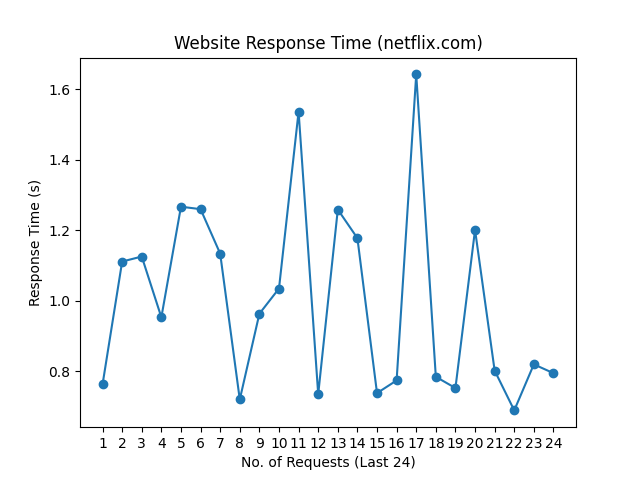 Website Response Time (netflix.com)
1.6
1.4
1.2
1.0
0.8
Response Time (s)
1 2 3 4 5 6 7 8 9 10 11 12 13 14 15 16 17 18 19 20 21 22 23 24
No. of Requests (Last 24)